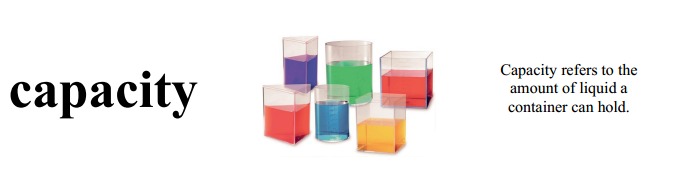 capacity
Capacity refers to the
amount of liquid a
container can hold.